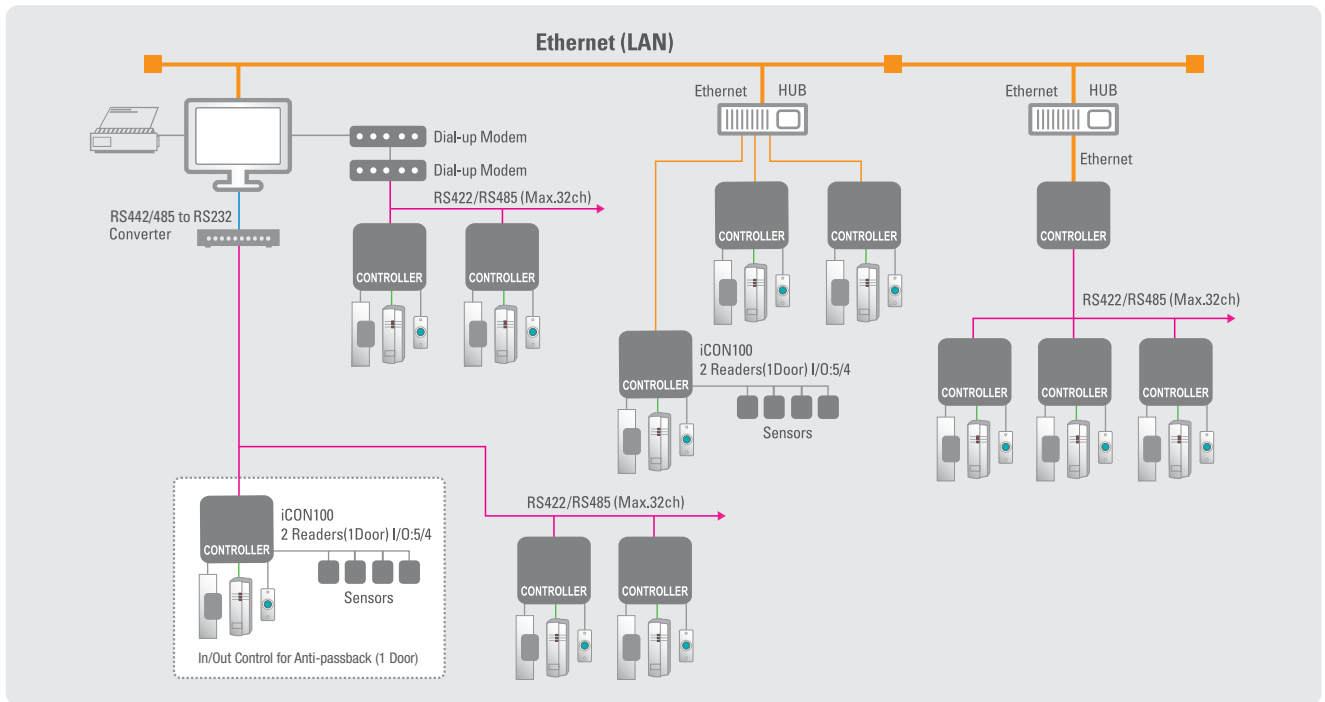 Ethernet (LAN)
Ethernet HUB
Ethernet HUB
Dial-up Modem
Dial-up Modem
Ethernet
RS422/RS485 (Max.32ch)
RS442/485 to RS232
Converter
CONTROLLER
CONTROLLER
CONTROLLER
CONTROLLER
CONTROLLER
RS422/RS485 (Max.32ch)
iCON100
2 Readers(1Door) I/O:5/4
CONTROLLER
Sensors
CONTROLLER
CONTROLLER
CONTROLLER
RS422/RS485 (Max.32ch)
iCON100
2 Readers(1Door) I/O:5/4
CONTROLLER
Sensors
CONTROLLER
CONTROLLER
In/Out Control for Anti-passback (1 Door)